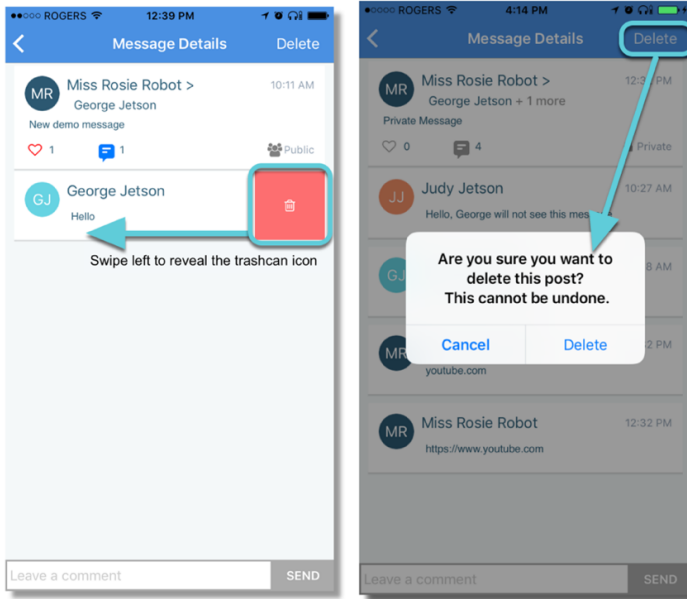 ROGERS 12:39 PM
Message Details Delete
MR Miss Rosie Robot > 10:11 AM
George Jetson
New demo message
1 1 Public
GJ George Jetson
Hello
Swipe left to reveal the trashcan icon
Leave a comment SEND
ROGERS 4:14 PM
Message Details Delete
MR Miss Rosie Robot > PM
George Jetson + 1 more
Private Message
0 4 Private
JJ Judy Jetson 10:27 AM
Hello, George will not see this
GJ AM
Are you sure you want to
delete this post?
This cannot be undone.
Cancel Delete
MR PM
youtube.com
MR Miss Rosie Robot 12:32 PM
https://www.youtube.com
Leave a comment SEND